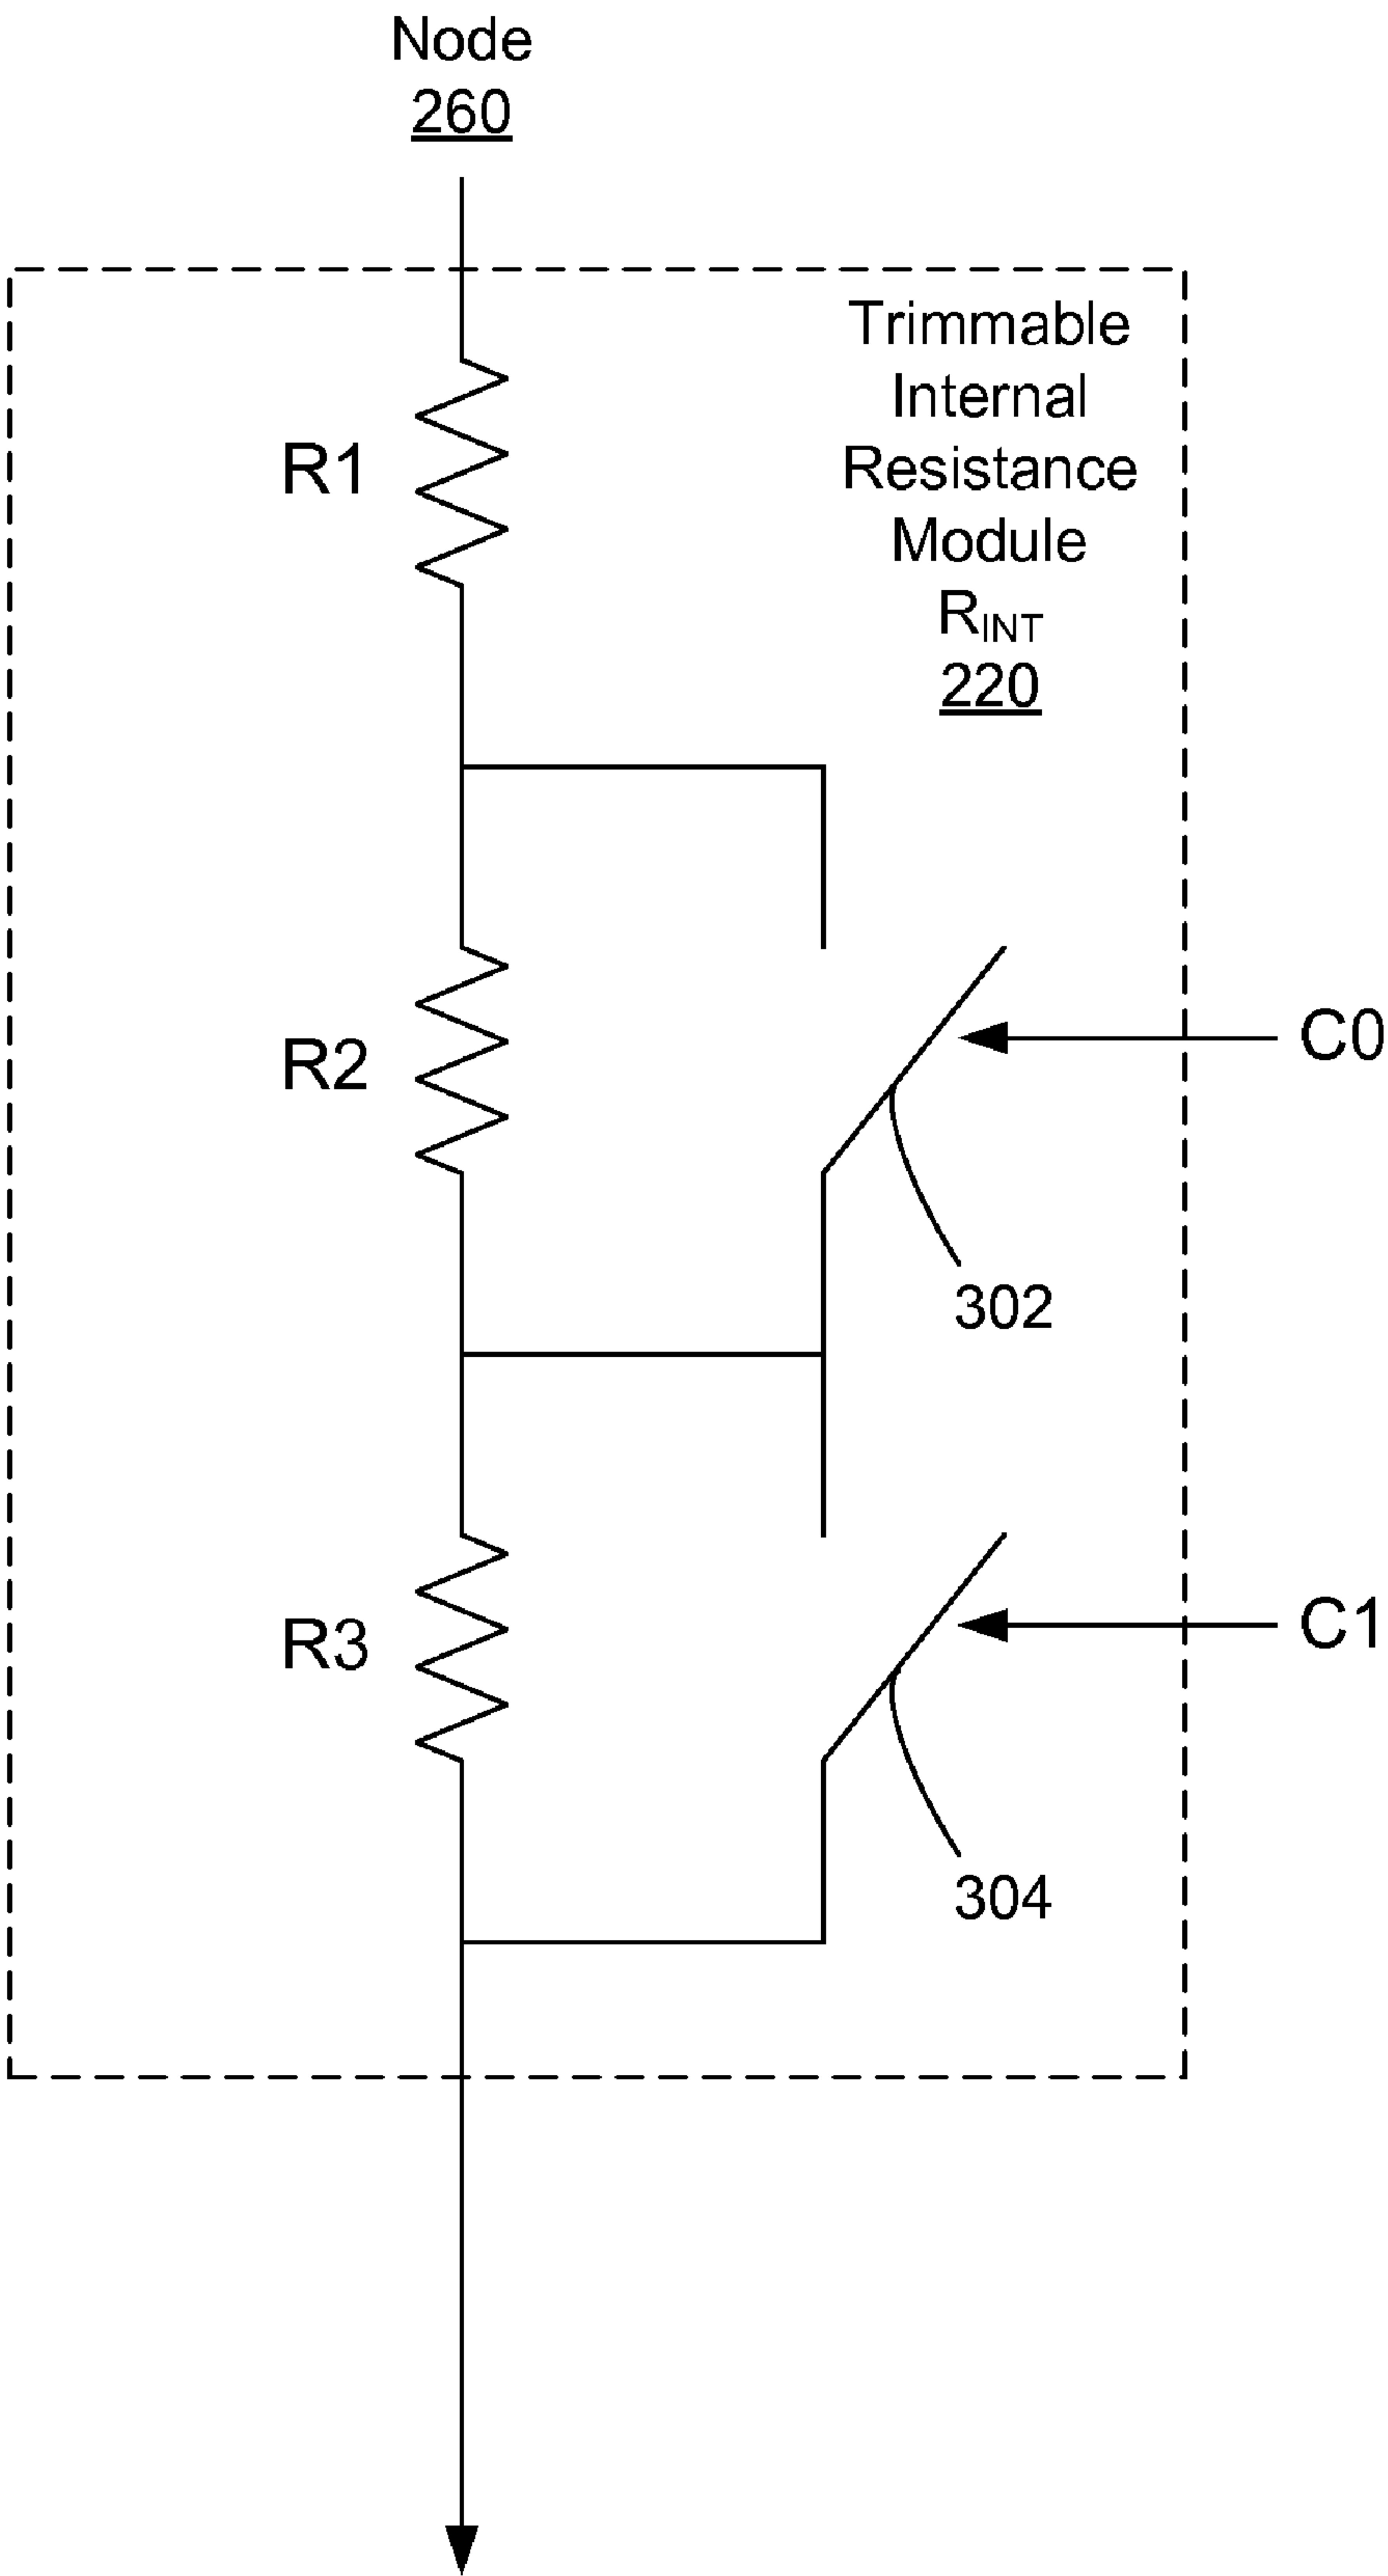 Node
260
Trimmable
Internal
Resistance
Module
RINT
220
R1
R2
C0
302
R3
C1
304